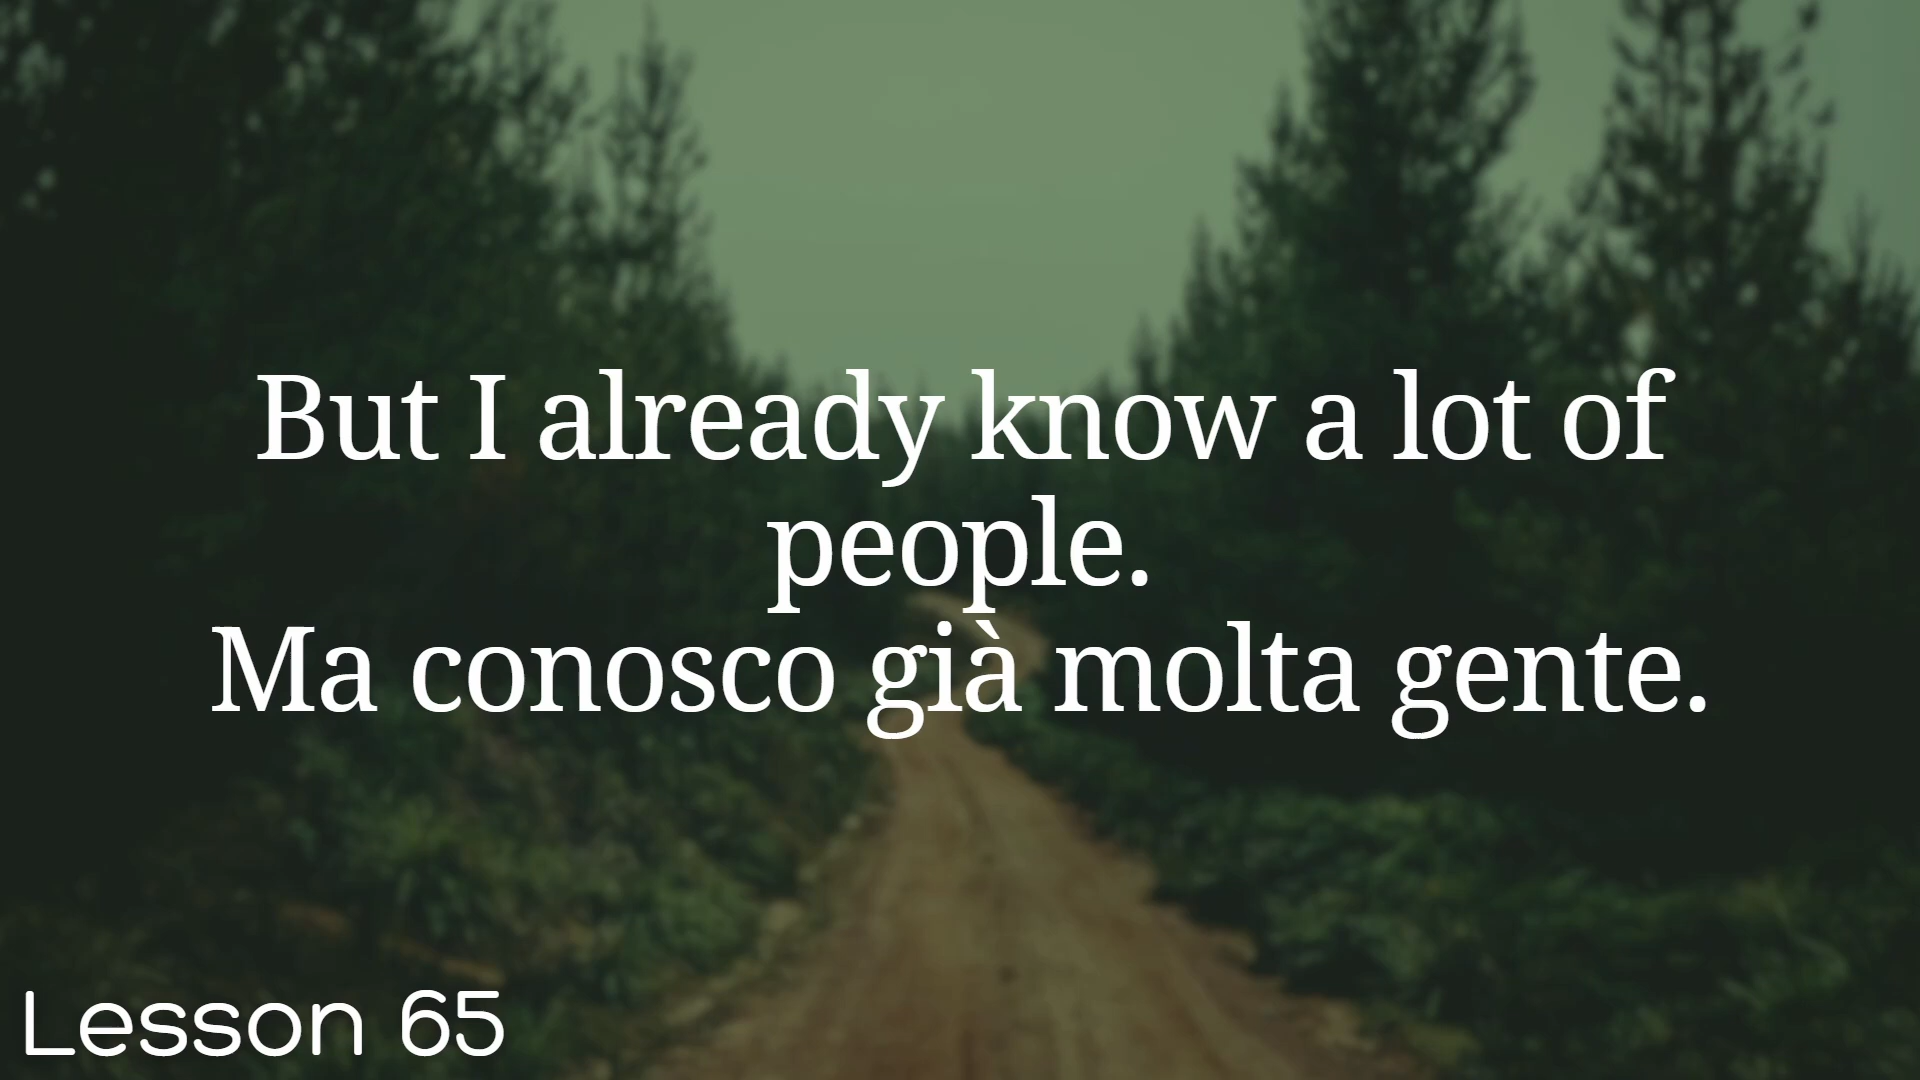 But I already know a lot of
people.
Ma conosco già molta gente.
Lesson 65